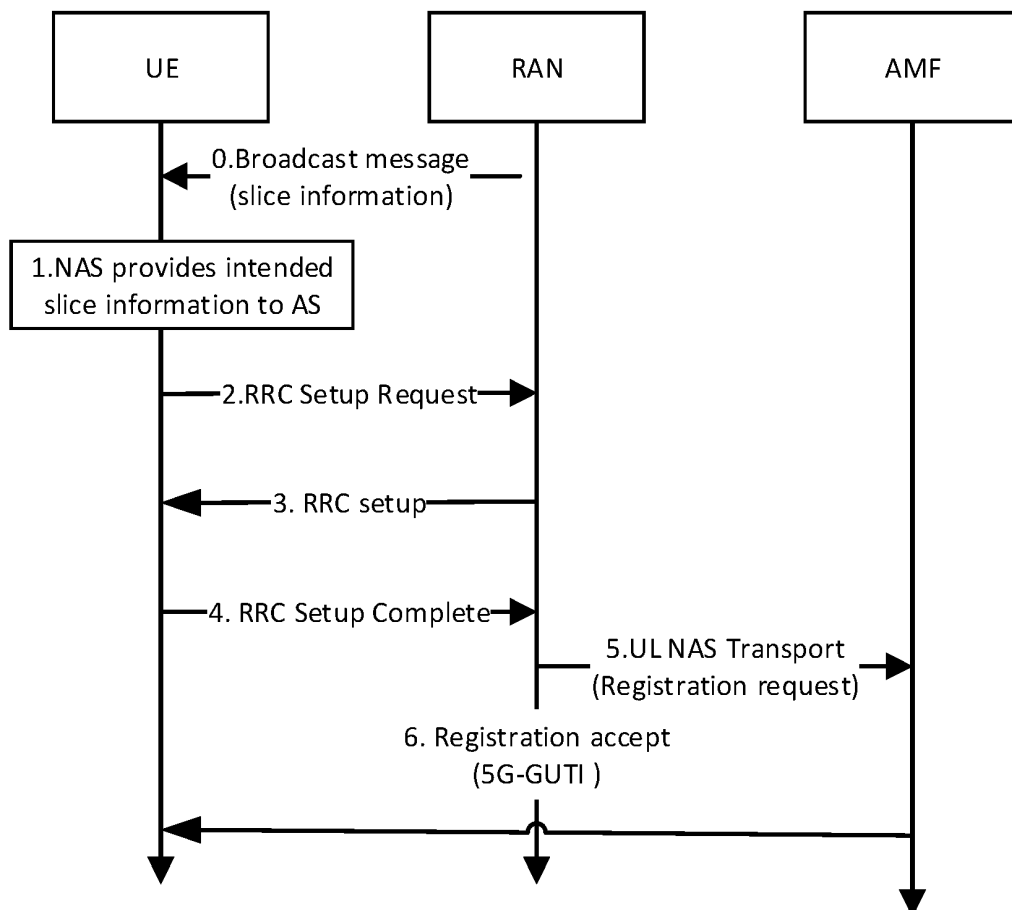 UE
RAN
AMF
0.Broadcast message
(slice information)
1.NAS provides intended
slice information to AS
2.RRC Setup Request
3. RRC setup
4. RRC Setup Complete
5.UL NAS Transport
(Registration request)
6. Registration accept
(5G-GUTI )